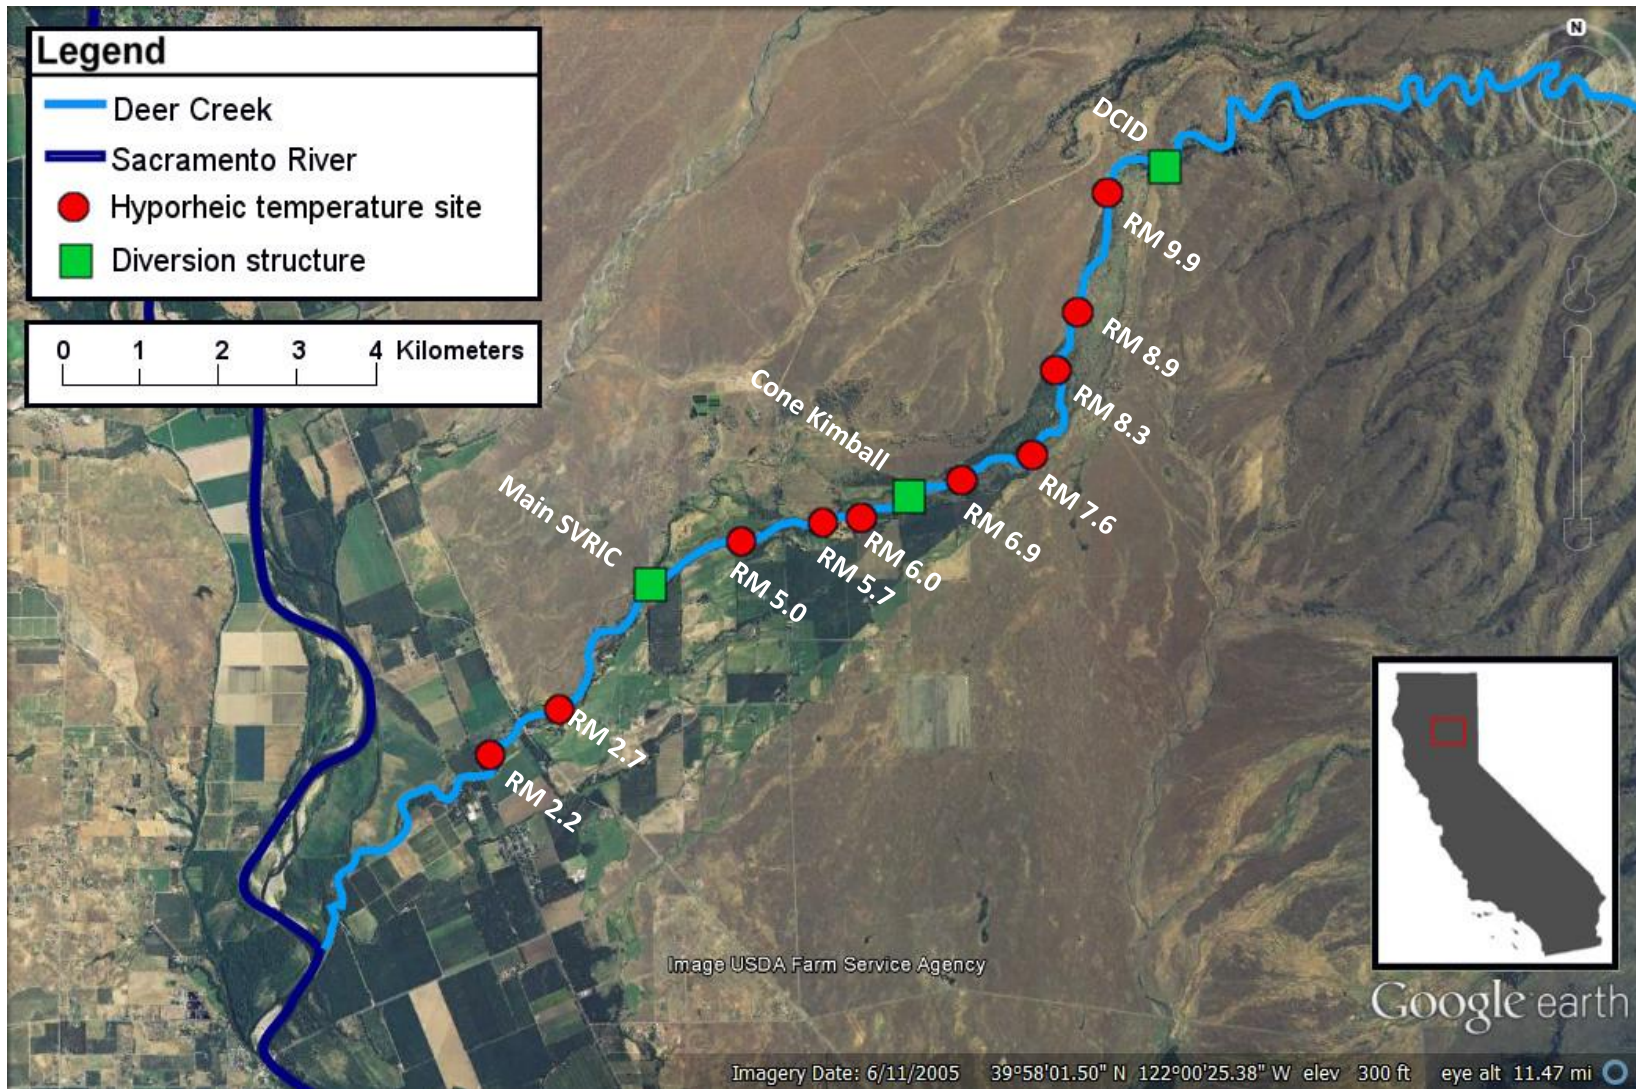 Legend
Deer Creek
Sacramento River
Hyporheic temperature site
Diversion structure
0 1 2 3 4 Kilometers
N
DCID
RM 9.9
RM 8.9
RM 8.3
Cone Kimball
RM 7.6
RM 6.9
Main SVRIC
RM 6.0
RM 5.7
RM 5.0
RM 2.7
RM 2.2
Image USDA Farm Service Agency
Google earth
Imagery Date: 6/11/2005 39°58'01.50" N 122°00'25.38" W elev 300 ft eye alt 11.47 mi